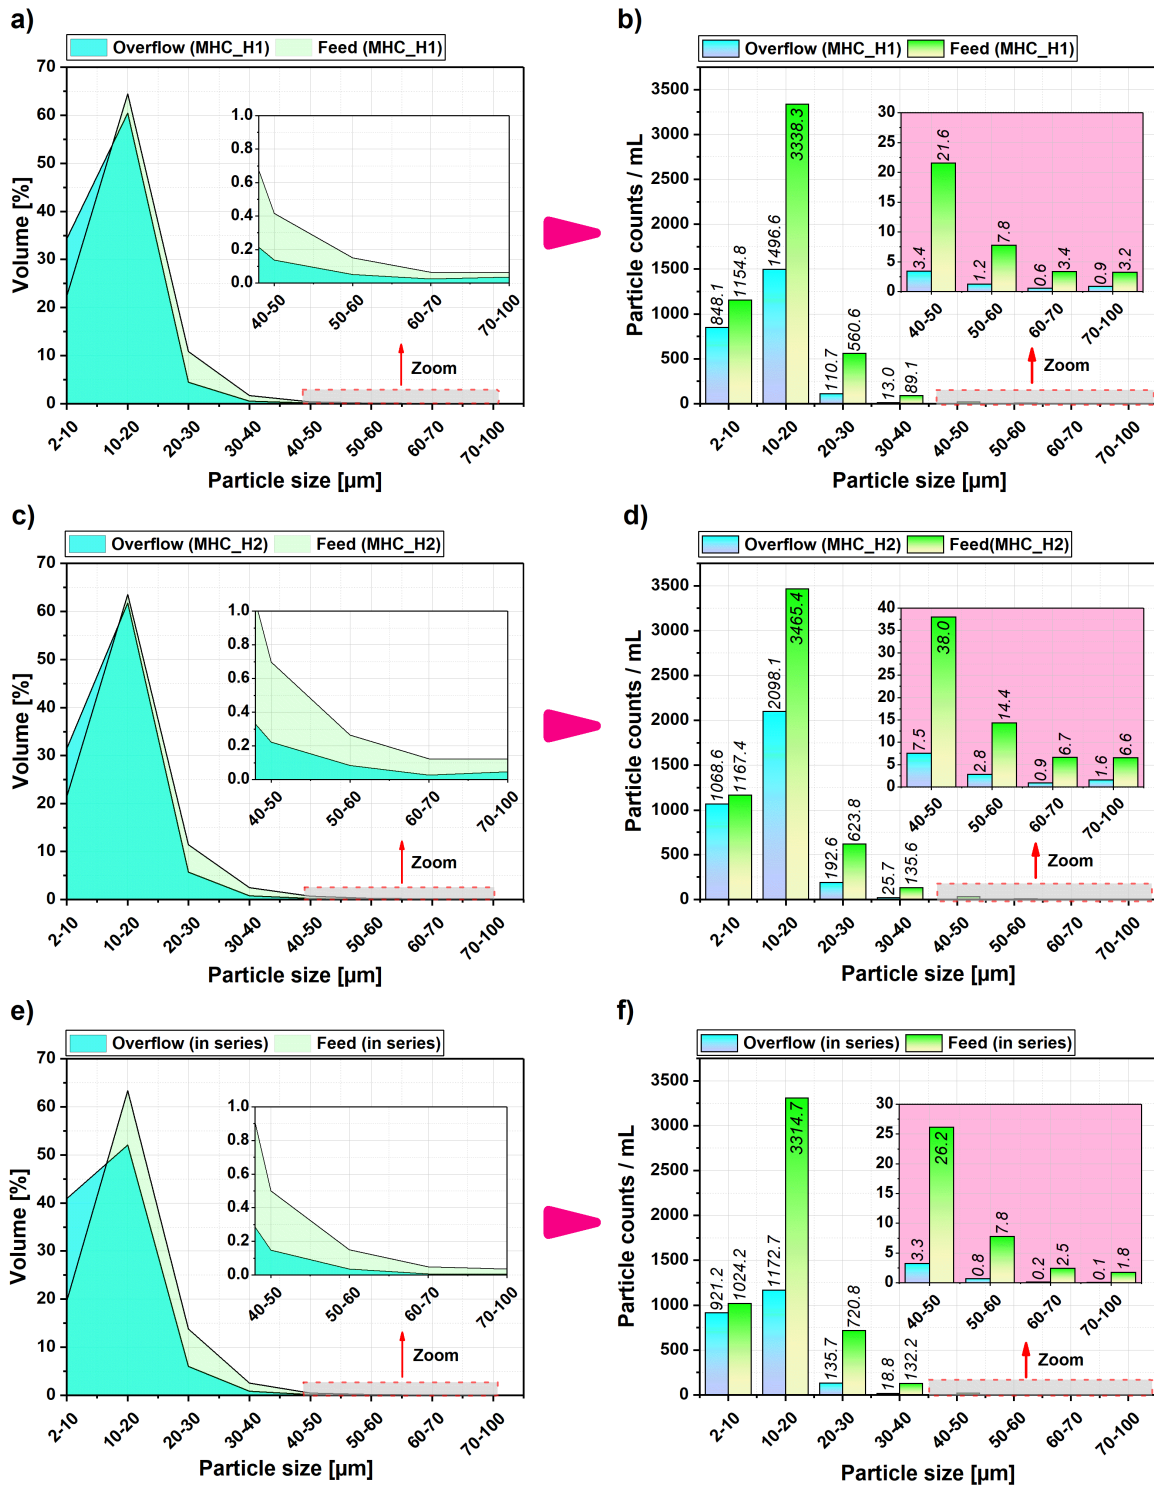 a)
Overflow (MHC_H1) Feed (MHC_H1)
70
60
50
40
30
20
10
0
Volume [%]
1.0
0.8
0.6
0.4
0.2
0.0
40-50 50-60 60-70 70-100
Zoom
2-10 10-20 20-30 30-40 40-50 50-60 60-70 70-100
Particle size [µm]
b)
Overflow (MHC_H1) Feed (MHC_H1)
3500
3000
2500
2000
1500
1000
500
0
Particle counts / mL
848.1 1154.8 1496.6 3338.3 110.7 560.6 13.0 89.1
30
25
20
15
10
5
0
3.4 21.6 1.2 7.8 0.6 3.4 0.9 3.2
40-50 50-60 60-70 70-100
Zoom
2-10 10-20 20-30 30-40 40-50 50-60 60-70 70-100
Particle size [µm]
c)
Overflow (MHC_H2) Feed (MHC_H2)
70
60
50
40
30
20
10
0
Volume [%]
1.0
0.8
0.6
0.4
0.2
0.0
40-50 50-60 60-70 70-100
Zoom
2-10 10-20 20-30 30-40 40-50 50-60 60-70 70-100
Particle size [µm]
d)
Overflow (MHC_H2) Feed(MHC_H2)
3500
3000
2500
2000
1500
1000
500
0
Particle counts / mL
1068.6 1167.4 2098.1 3465.4 192.6 623.8 25.7 135.6
40
35
30
25
20
15
10
5
0
7.5 38.0 2.8 14.4 0.9 6.7 1.6 6.6
40-50 50-60 60-70 70-100
Zoom
2-10 10-20 20-30 30-40 40-50 50-60 60-70 70-100
Particle size [µm]
e)
Overflow (in series) Feed (in series)
70
60
50
40
30
20
10
0
Volume [%]
1.0
0.8
0.6
0.4
0.2
0.0
40-50 50-60 60-70 70-100
Zoom
2-10 10-20 20-30 30-40 40-50 50-60 60-70 70-100
Particle size [µm]
f)
Overflow (in series) Feed (in series)
3500
3000
2500
2000
1500
1000
500
0
Particle counts / mL
921.2 1024.2 1172.7 3314.7 135.7 720.8 18.8 132.2
30
25
20
15
10
5
0
3.3 26.2 0.8 7.8 0.2 2.5 0.1 1.8
40-50 50-60 60-70 70-100
Zoom
2-10 10-20 20-30 30-40 40-50 50-60 60-70 70-100
Particle size [µm]